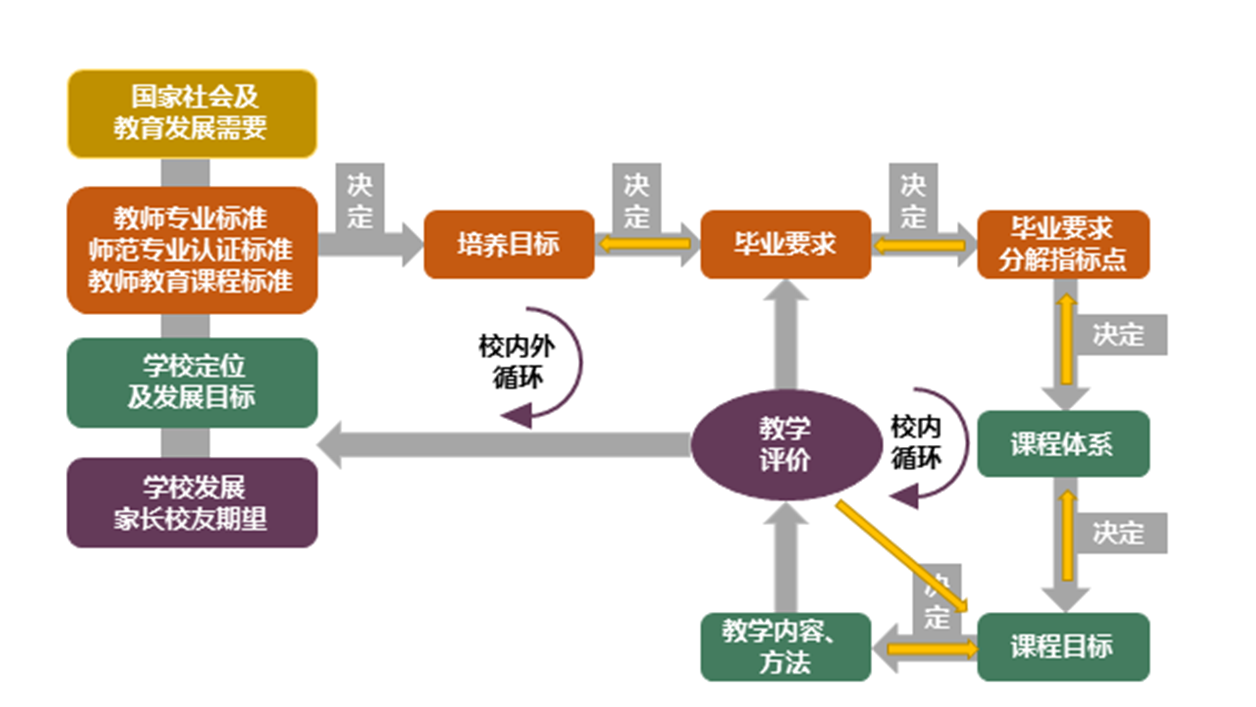 国家社会及
教育发展需要
教师专业标准
师范专业认证标准
教师教育课程标准
学校定位
及发展目标
学校发展
家长校友期望
决
定
培养目标
决
定
毕业要求
决
定
毕业要求
分解指标点
决定
校内外
循环
教学
评价
校内
循环
课程体系
决定
决
定
教学内容、
方法
课程目标